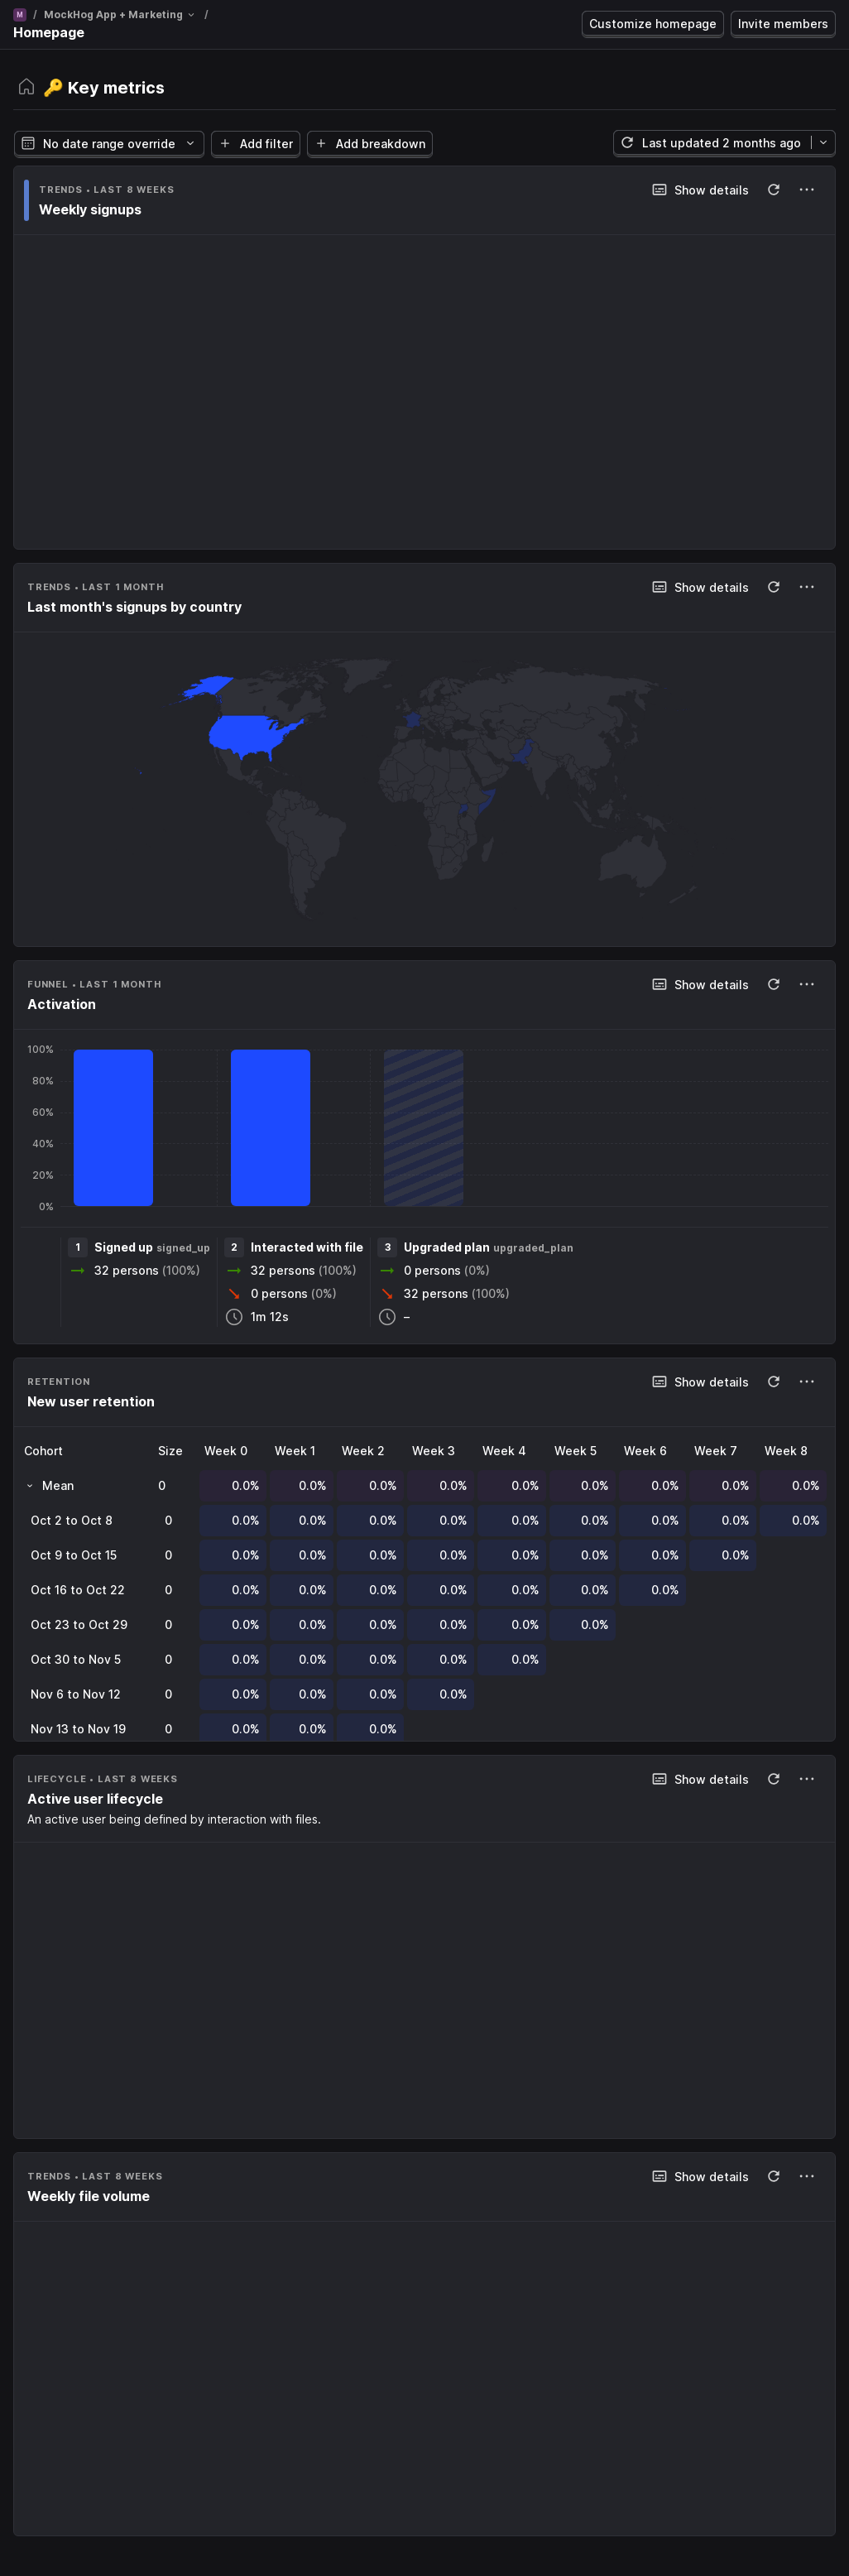 M / MockHog App + Marketing /
Homepage
Customize homepage
Invite members
🔑 Key metrics
No date range override
Add filter
Add breakdown
Last updated 2 months ago
TRENDS • LAST 8 WEEKS
Weekly signups
Show details
TRENDS • LAST 1 MONTH
Last month's signups by country
Show details
FUNNEL • LAST 1 MONTH
Activation
Show details
100%
80%
60%
40%
20%
0%
1 Signed up signed_up
32 persons (100%)
2 Interacted with file
32 persons (100%)
0 persons (0%)
1m 12s
3 Upgraded plan upgraded_plan
0 persons (0%)
32 persons (100%)
–
RETENTION
New user retention
Show details
Cohort Size Week 0 Week 1 Week 2 Week 3 Week 4 Week 5 Week 6 Week 7 Week 8
Mean 0 0.0% 0.0% 0.0% 0.0% 0.0% 0.0% 0.0% 0.0% 0.0%
Oct 2 to Oct 8 0 0.0% 0.0% 0.0% 0.0% 0.0% 0.0% 0.0% 0.0% 0.0%
Oct 9 to Oct 15 0 0.0% 0.0% 0.0% 0.0% 0.0% 0.0% 0.0% 0.0%
Oct 16 to Oct 22 0 0.0% 0.0% 0.0% 0.0% 0.0% 0.0% 0.0%
Oct 23 to Oct 29 0 0.0% 0.0% 0.0% 0.0% 0.0% 0.0%
Oct 30 to Nov 5 0 0.0% 0.0% 0.0% 0.0% 0.0%
Nov 6 to Nov 12 0 0.0% 0.0% 0.0% 0.0%
Nov 13 to Nov 19 0 0.0% 0.0% 0.0%
LIFECYCLE • LAST 8 WEEKS
Active user lifecycle
An active user being defined by interaction with files.
Show details
TRENDS • LAST 8 WEEKS
Weekly file volume
Show details